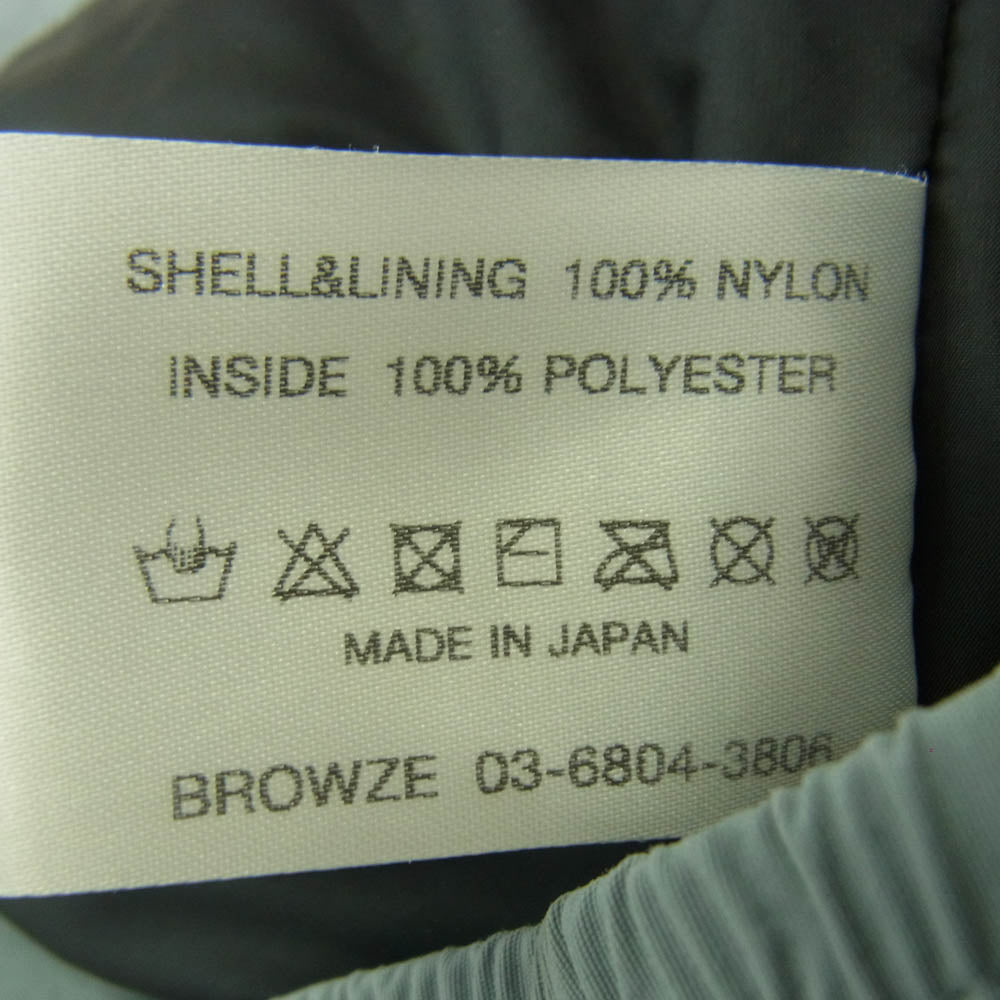 SHELL&LINING 100% NYLON
INSIDE 100% POLYESTER
MADE IN JAPAN
BROWZE 03-6804-3806